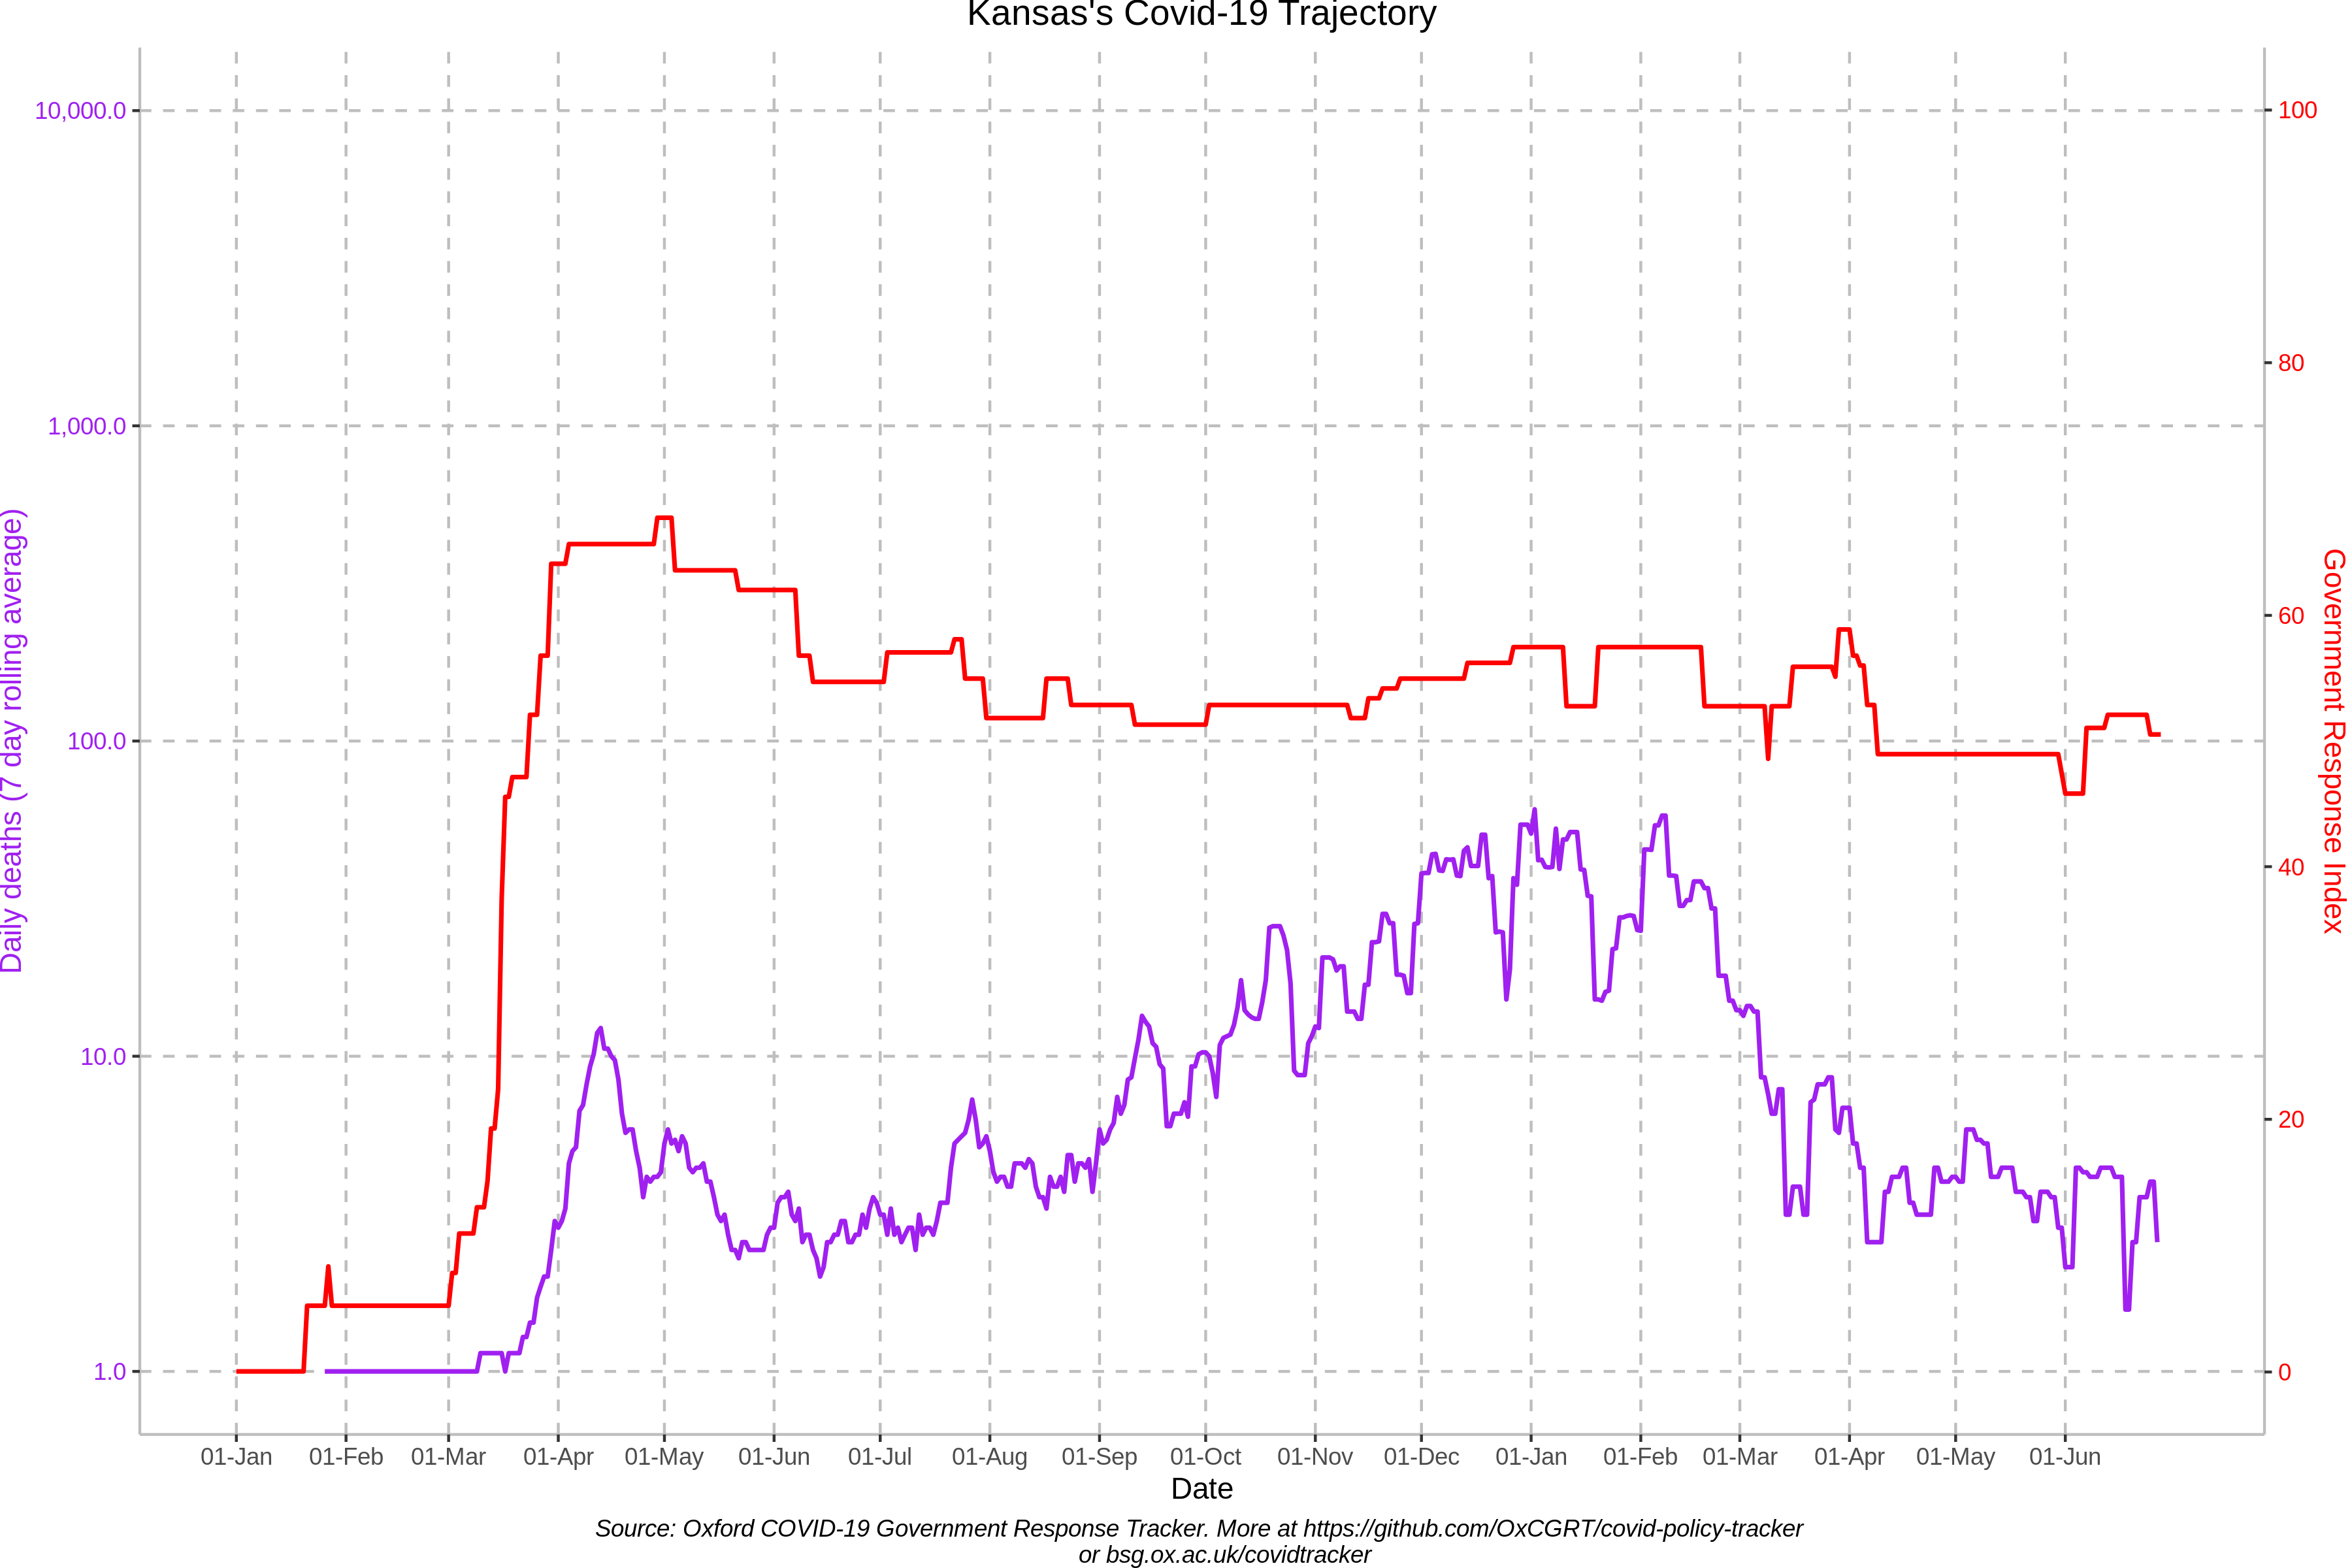 Kansas's Covid-19 Trajectory
10,000.0
1,000.0
100.0
10.0
1.0
Daily deaths (7 day rolling average)
100
80
60
40
20
0
Government Response Index
01-Jan 01-Feb 01-Mar 01-Apr 01-May 01-Jun 01-Jul 01-Aug 01-Sep 01-Oct 01-Nov 01-Dec 01-Jan 01-Feb 01-Mar 01-Apr 01-May 01-Jun
Date
Source: Oxford COVID-19 Government Response Tracker. More at https://github.com/OxCGRT/covid-policy-tracker
or bsg.ox.ac.uk/covidtracker